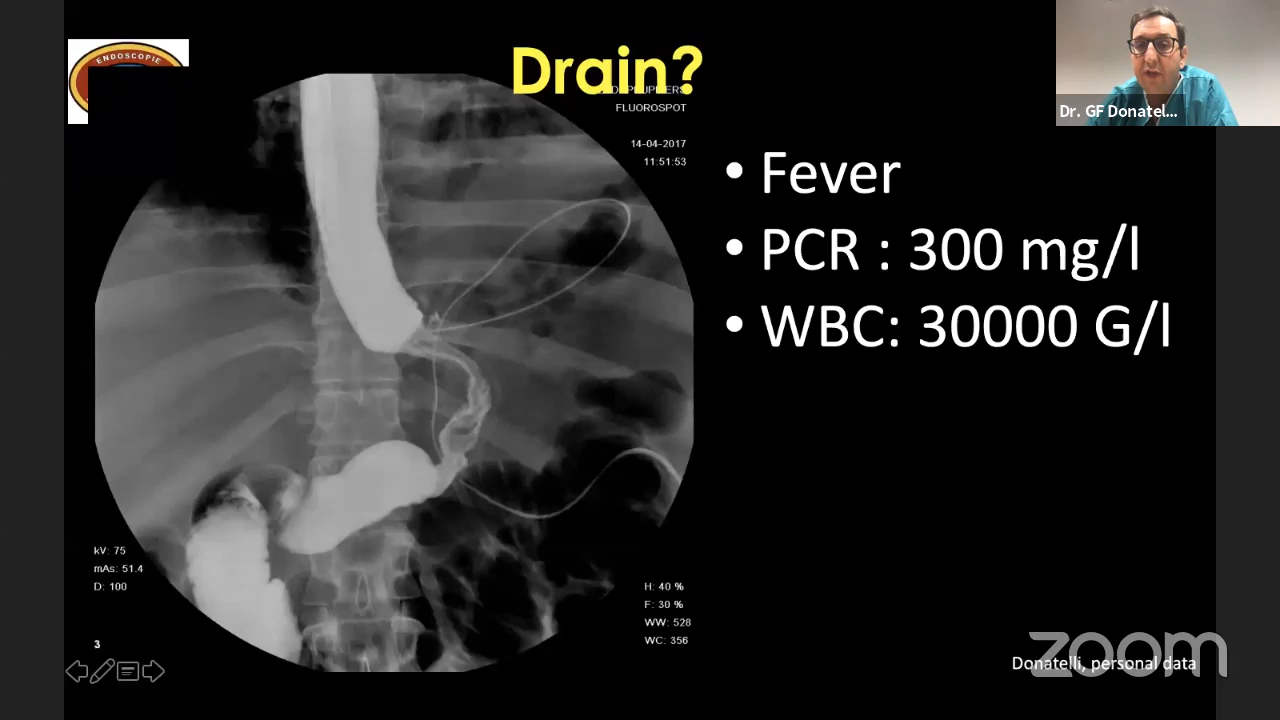 ENDOSCOPIE
Drain?
FLUOROSPOT
14-04-2017
11:51:53
Dr. GF Donatel...
• Fever
• PCR : 300 mg/l
• WBC: 30000 G/l
kV: 75
mAs: 51.4
D: 100
3
H: 40 %
F: 30 %
WW: 528
WC: 356
zoom
Donatelli, personal data